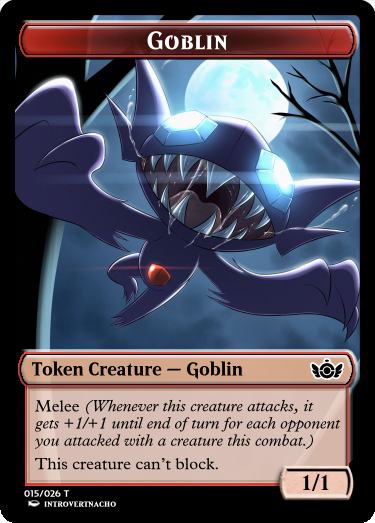 GOBLIN
Token Creature — Goblin
Melee (Whenever this creature attacks, it
gets +1/+1 until end of turn for each opponent
you attacked with a creature this combat.)
This creature can't block.
1/1
015/026 T
INTROVERTNACHO